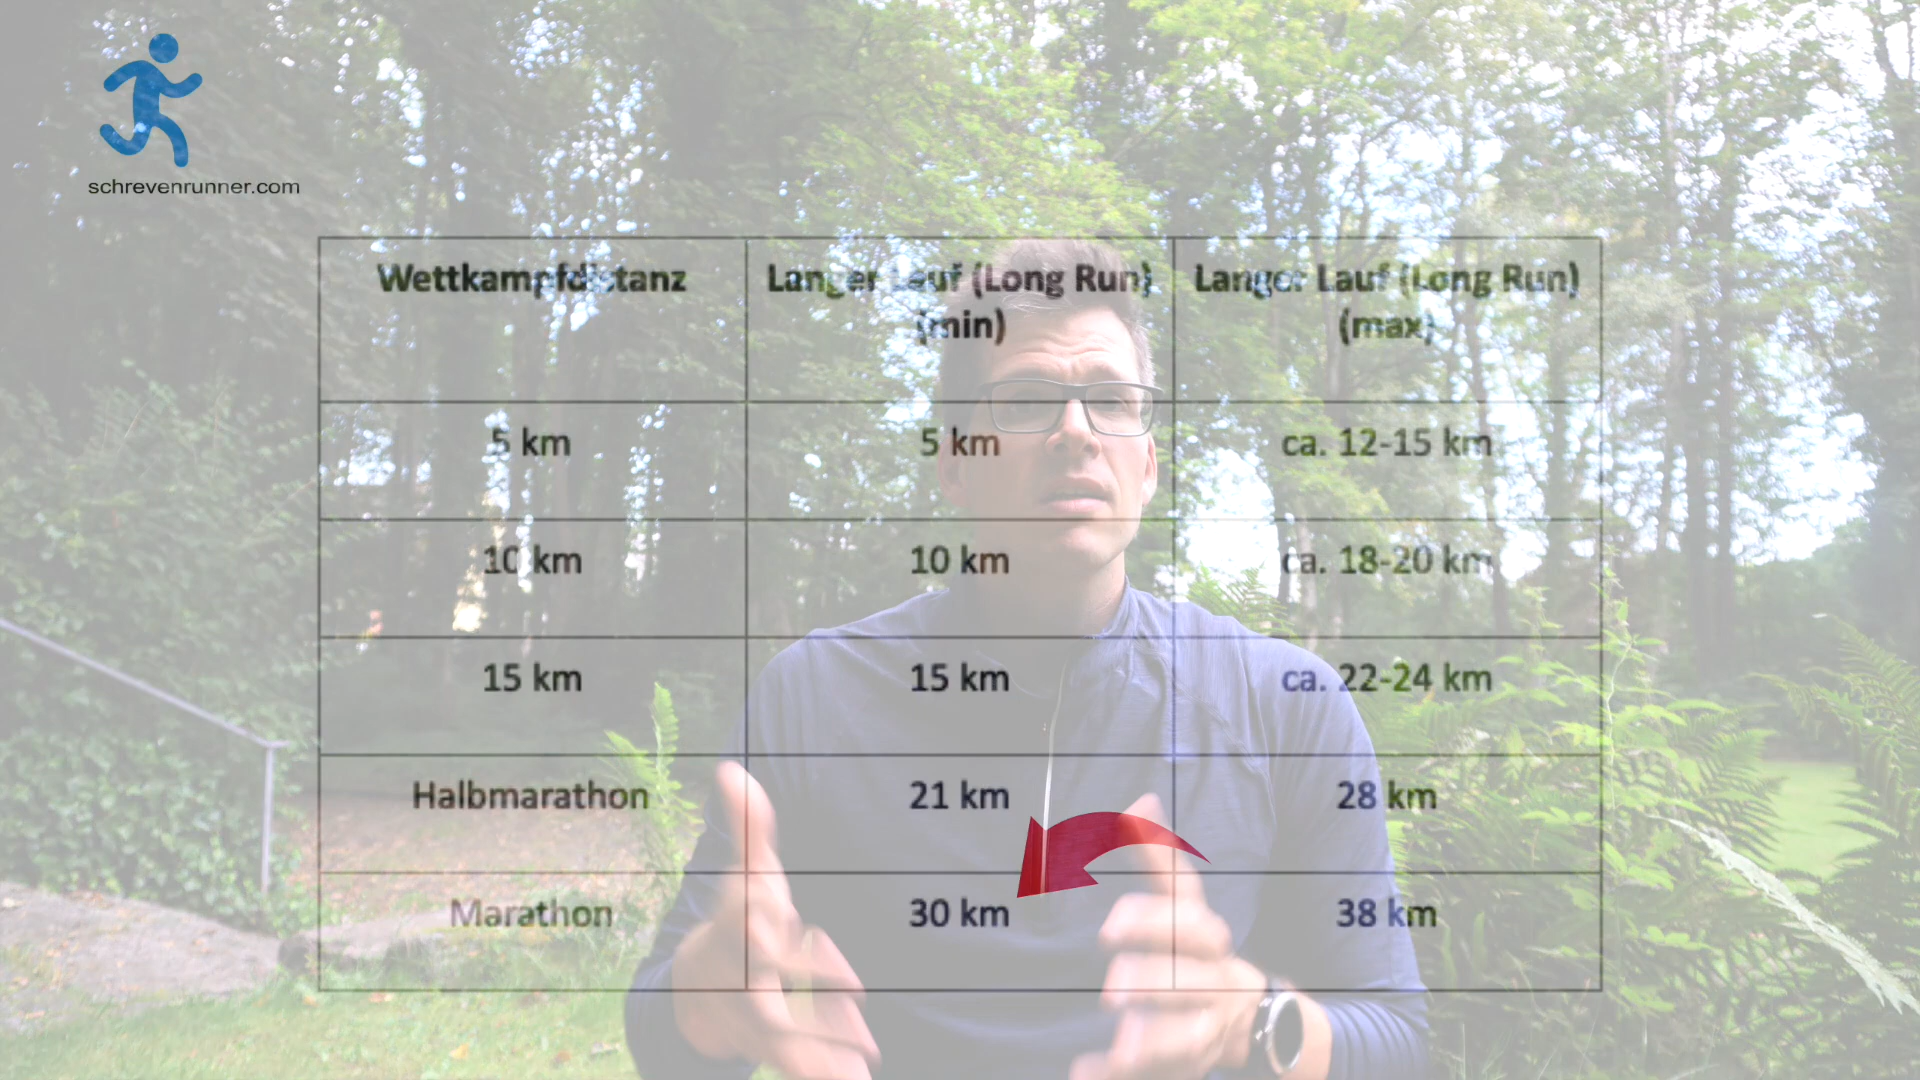 schrevenrunner.com
Wettkampfdistanz
Langer Lauf (Long Run)
(min)
Langer Lauf (Long Run)
(max)
5 km
5 km
ca. 12-15 km
10 km
10 km
ca. 18-20 km
15 km
15 km
ca. 22-24 km
Halbmarathon
21 km
28 km
Marathon
30 km
38 km